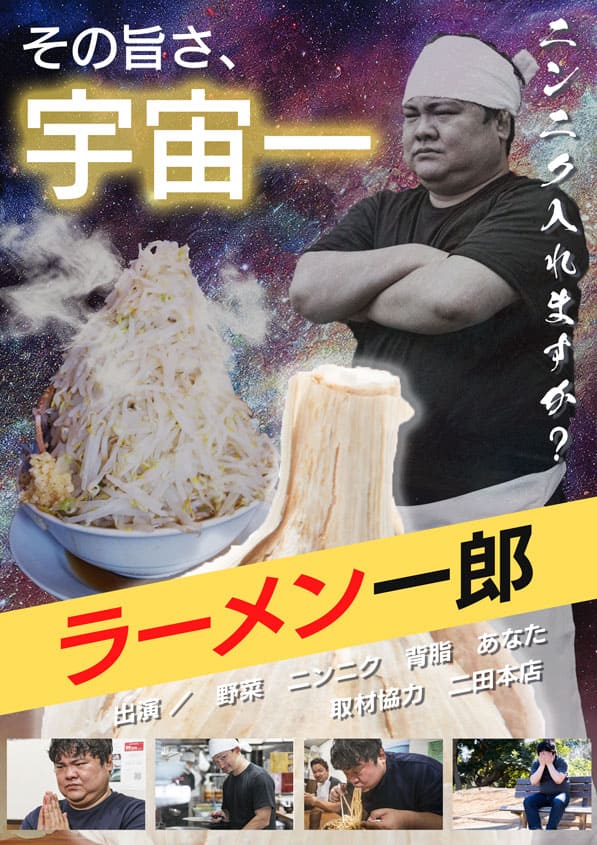 その旨さ、
宇宙一
ニンニク入れますか?
ラーメン一郎
出演/ 野菜 ニンニク 背脂 あなた
取材協力 二田本店